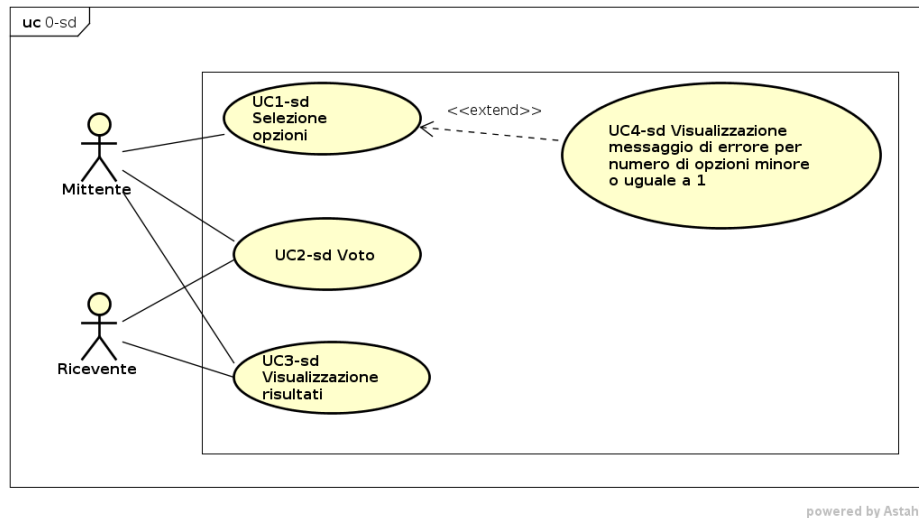 uc 0-sd
UC1-sd
Selezione
opzioni
<<extend>>
UC4-sd Visualizzazione
messaggio di errore per
numero di opzioni minore
o uguale a 1
Mittente
UC2-sd Voto
Ricevente
UC3-sd
Visualizzazione
risultati
powered by Astah